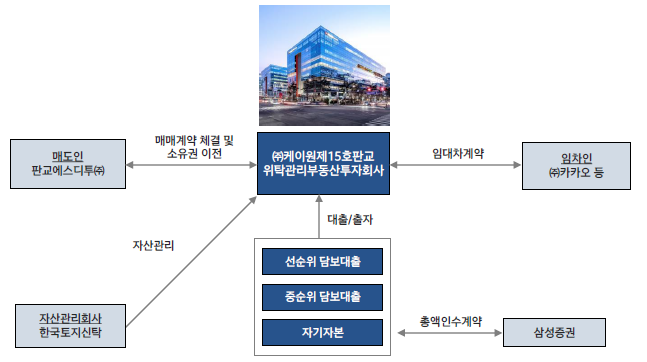 매도인
판교에스디투㈜
매매계약 체결 및
소유권 이전
㈜케이원제15호판교
위탁관리부동산투자회사
임대차계약
임차인
㈜카카오 등
대출/출자
자산관리
선순위 담보대출
중순위 담보대출
자기자본
자산관리회사
한국토지신탁
총액인수계약
삼성증권